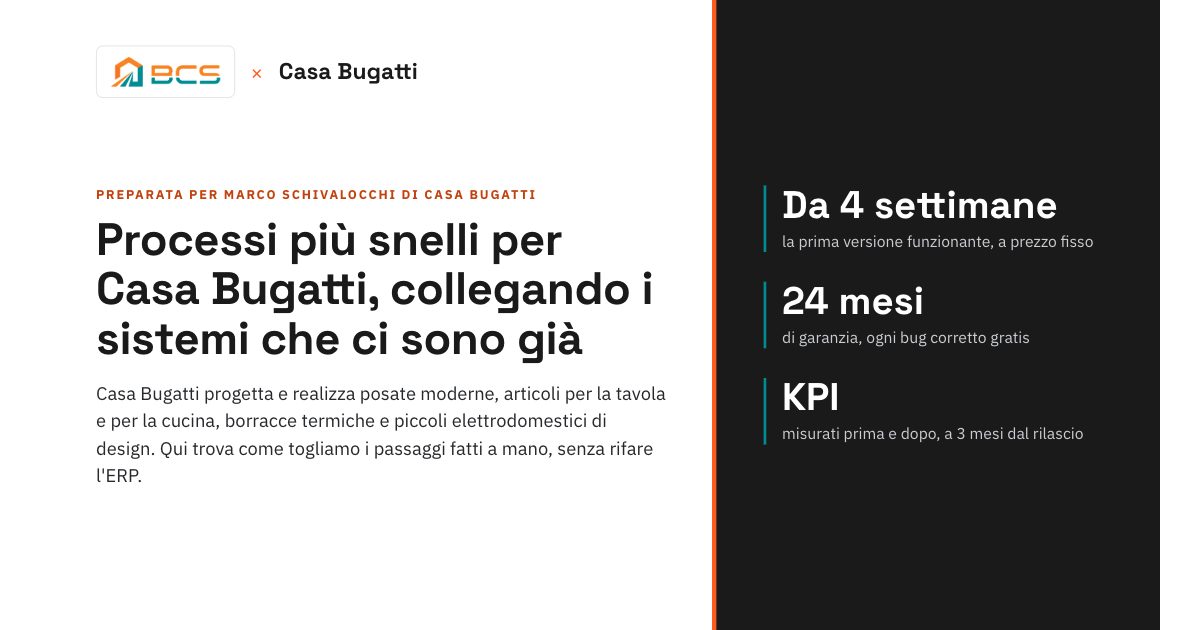 BCS × Casa Bugatti
PREPARATA PER MARCO SCHIVALOCCHI DI CASA BUGATTI
Processi più snelli per
Casa Bugatti, collegando i
sistemi che ci sono già
Casa Bugatti progetta e realizza posate moderne, articoli per la tavola
e per la cucina, borracce termiche e piccoli elettrodomestici di
design. Qui trova come togliamo i passaggi fatti a mano, senza rifare
l'ERP.
Da 4 settimane
la prima versione funzionante, a prezzo fisso
24 mesi
di garanzia, ogni bug corretto gratis
KPI
misurati prima e dopo, a 3 mesi dal rilascio